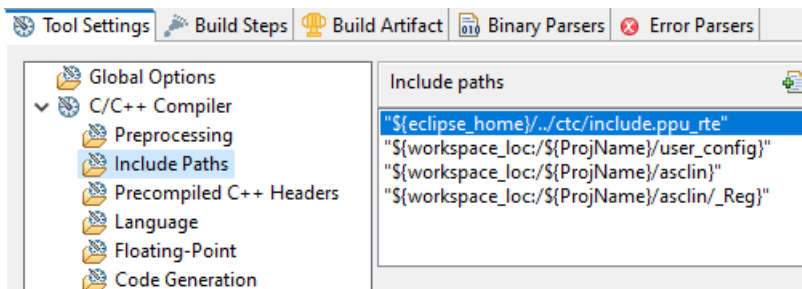 Tool Settings Build Steps Build Artifact Binary Parsers Error Parsers
Global Options
C/C++ Compiler
Preprocessing
Include Paths
Precompiled C++ Headers
Language
Floating-Point
Code Generation
Include paths
"${eclipse_home}/../ctc/include.ppu_rte"
"${workspace_loc:/${ProjName}/user_config}"
"${workspace_loc:/${ProjName}/asclin}"
"${workspace_loc:/${ProjName}/asclin/_Reg}"